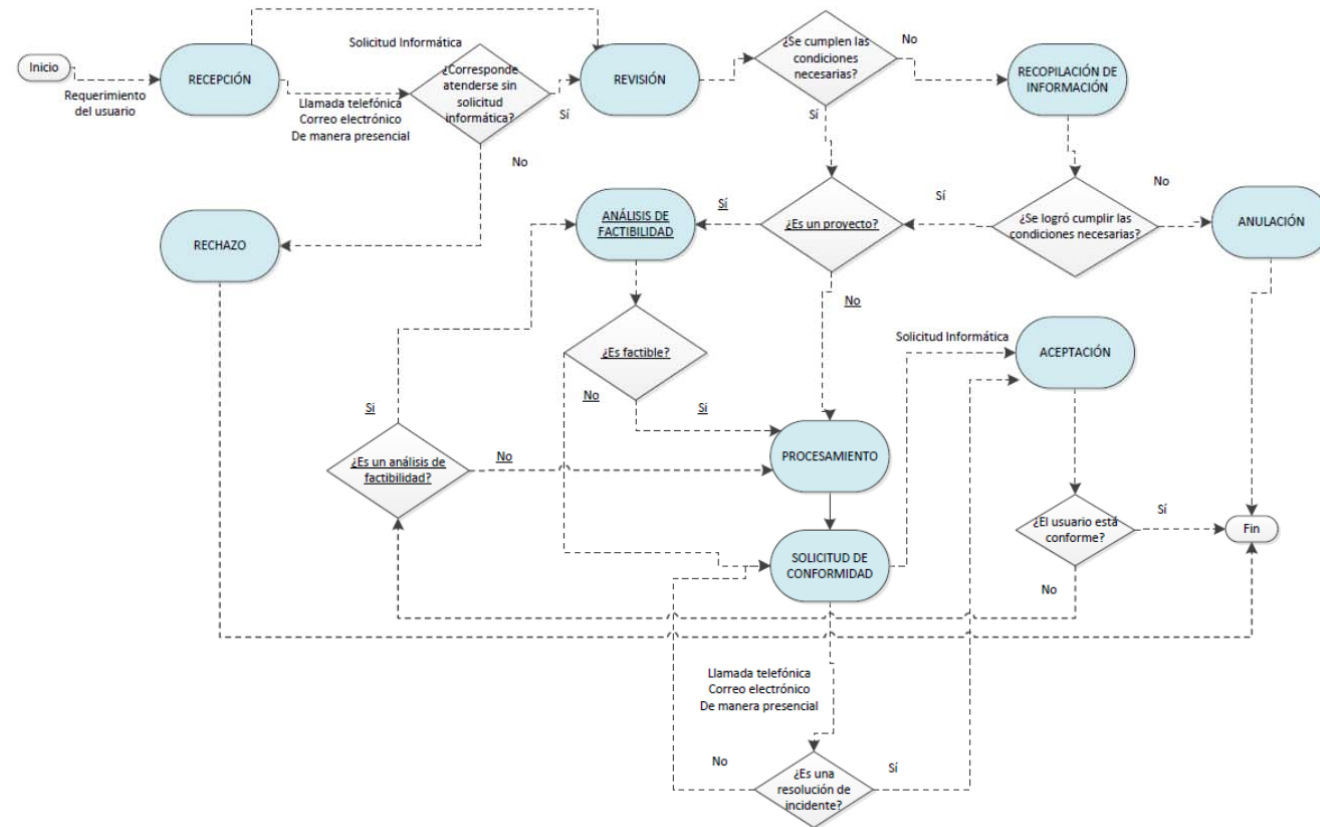 Solicitud Informática
¿Se cumplen las
condiciones
necesarias?
No
Inicio
RECEPCIÓN
¿Corresponde
atenderse sin
solicitud
informática?
REVISIÓN
RECOPILACIÓN DE
INFORMACIÓN
Requerimiento
del usuario
Llamada telefónica
Correo electrónico
De manera presencial
Sí
Sí
No
No
RECHAZO
ANÁLISIS DE
FACTIBILIDAD
Sí
¿Es un proyecto?
Sí
¿Se logró cumplir las
condiciones necesarias?
ANULACIÓN
No
Solicitud Informática
¿Es factible?
ACEPTACIÓN
No
Si
Si
¿Es un análisis de
factibilidad?
No
PROCESAMIENTO
¿El usuario está
conforme?
Sí
Fin
SOLICITUD DE
CONFORMIDAD
No
Llamada telefónica
Correo electrónico
De manera presencial
No
¿Es una
resolución de
incidente?
Sí